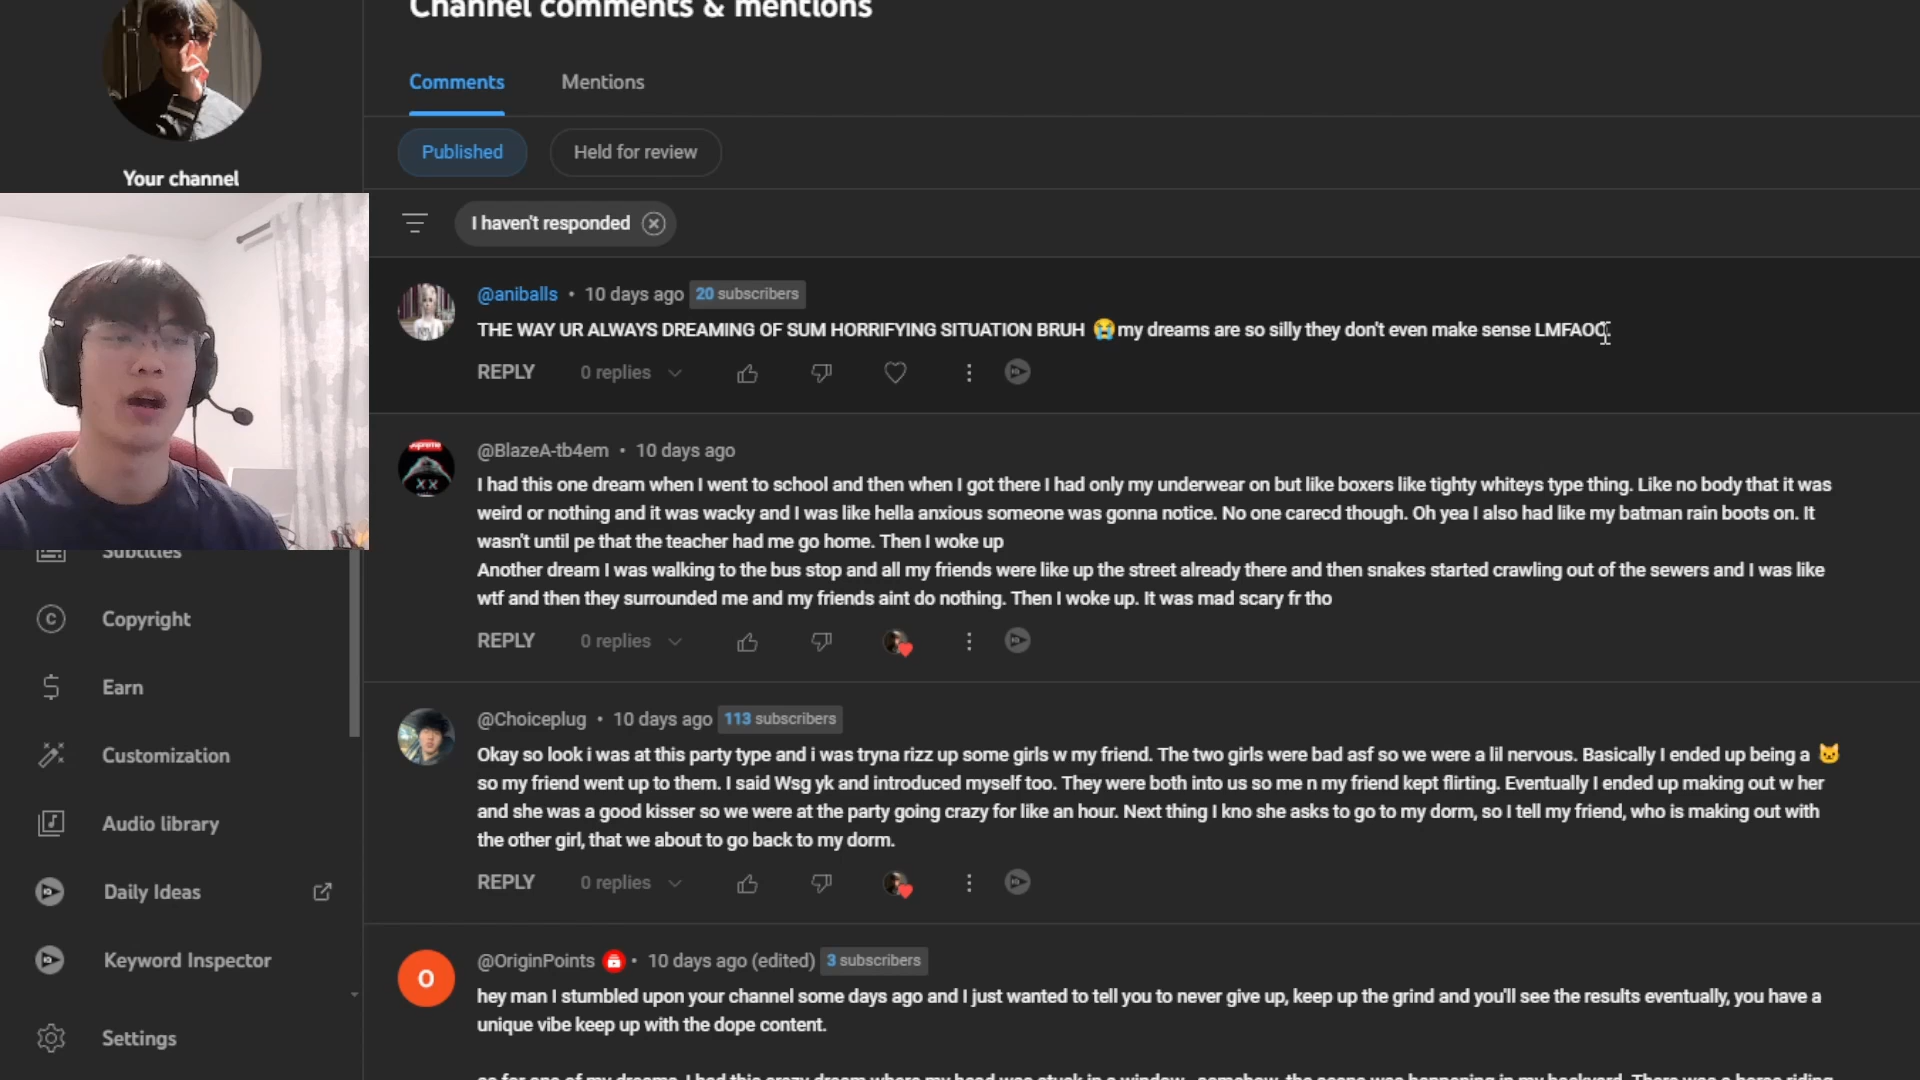 Channel comments & mentions
Comments
Mentions
Published
Held for review
Your channel
I haven't responded
@aniballs • 10 days ago 20 subscribers
THE WAY UR ALWAYS DREAMING OF SUM HORRIFYING SITUATION BRUH 😭my dreams are so silly they don't even make sense
REPLY 0 replies
@BlazeA-tb4em • 10 days ago
I had this one dream when I went to school and then when I got there I had only my underwear on but like boxers like tighty whiteys type thing. Like no body that it was
weird or nothing and it was wacky and I was like hella anxious someone was gonna notice. No one carecd though. Oh yea I also had like my batman rain boots on. It
wasn't until pe that the teacher had me go home. Then I woke up
Another dream I was walking to the bus stop and all my friends were like up the street already there and then snakes started crawling out of the sewers and I was like
wtf and then they surrounded me and my friends aint do nothing. Then I woke up. It was mad scary fr tho
REPLY 0 replies
Subtitles
Copyright
Earn
Customization
Audio library
Daily Ideas
Keyword Inspector
Settings
@Choiceplug • 10 days ago 113 subscribers
Okay so look i was at this party type and i was tryna rizz up some girls w my friend. The two girls were bad asf so we were a lil nervous. Basically I ended up being a 🐱
so my friend went up to them. I said Wsg yk and introduced myself too. They were both into us so me n my friend kept flirting. Eventually I ended up making out w her
and she was a good kisser so we were at the party going crazy for like an hour. Next thing I kno she asks to go to my dorm, so I tell my friend, who is making out with
the other girl, that we about to go back to my dorm.
REPLY 0 replies
O
@OriginPoints • 10 days ago (edited) 3 subscribers
hey man I stumbled upon your channel some days ago and I just wanted to tell you to never give up, keep up the grind and you'll see the results eventually, you have a
unique vibe keep up with the dope content.